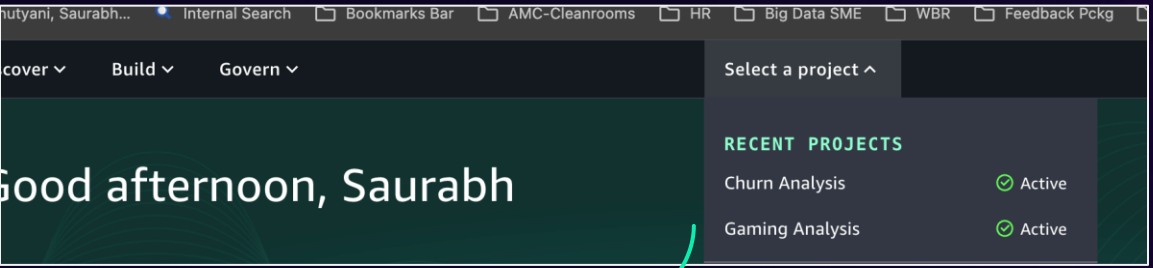 Saurabh... Internal Search Bookmarks Bar AMC-Cleanrooms HR Big Data SME WBR Feedback Pckg
Build Govern Select a project
Good afternoon, Saurabh
RECENT PROJECTS
Churn Analysis Active
Gaming Analysis Active